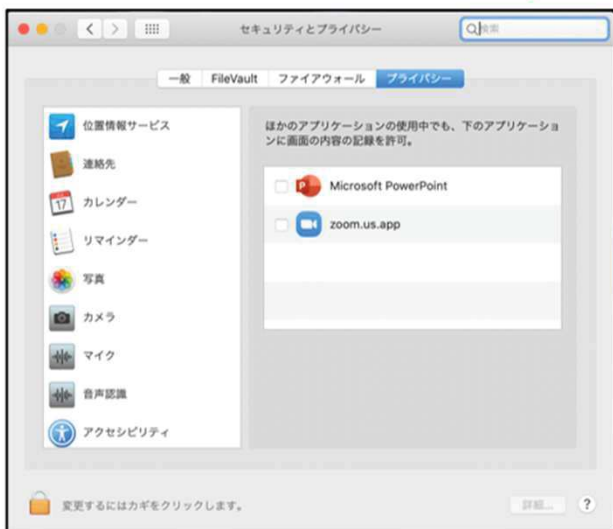 セキュリティとプライバシー
検索
一般 FileVault ファイアウォール プライバシー
位置情報サービス
連絡先
17 カレンダー
リマインダー
写真
カメラ
マイク
音声認識
アクセシビリティ
ほかのアプリケーションの使用中でも、下のアプリケーショ
ンに画面の内容の記録を許可。
Microsoft PowerPoint
zoom.us.app
変更するにはカギをクリックします。
詳細... ?